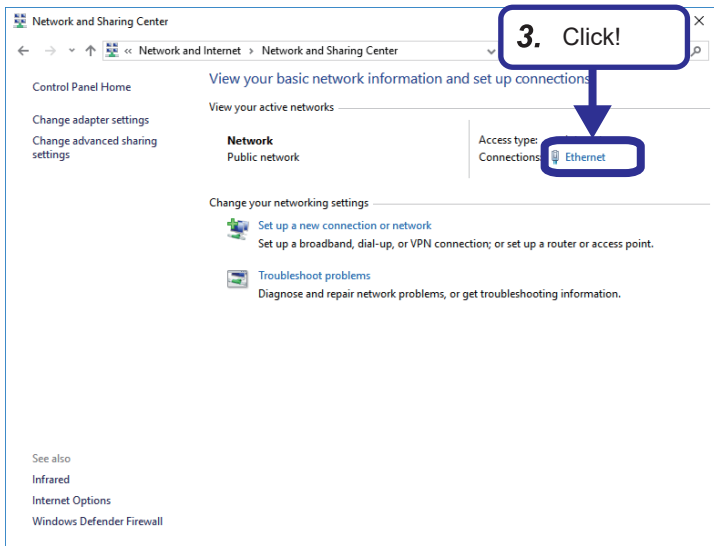 Network and Sharing Center
3. Click!
« Network and Internet > Network and Sharing Center
Control Panel Home
Change adapter settings
Change advanced sharing
settings
View your basic network information and set up connections
View your active networks
Network
Public network
Access type:
Connections: Ethernet
Change your networking settings
Set up a new connection or network
Set up a broadband, dial-up, or VPN connection; or set up a router or access point.
Troubleshoot problems
Diagnose and repair network problems, or get troubleshooting information.
See also
Infrared
Internet Options
Windows Defender Firewall